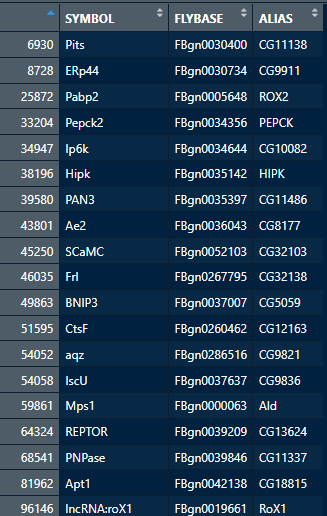 SYMBOL FLYBASE ALIAS
6930 Pits FBgn0030400 CG11138
8728 ERp44 FBgn0030734 CG9911
25872 Pabp2 FBgn0005648 ROX2
33204 Pepck2 FBgn0034356 PEPCK
34947 Ip6k FBgn0034644 CG10082
38196 Hipk FBgn0035142 HIPK
39580 PAN3 FBgn0035397 CG11486
43801 Ae2 FBgn0036043 CG8177
45250 SCaMC FBgn0052103 CG32103
46035 Frl FBgn0267795 CG32138
49863 BNIP3 FBgn0037007 CG5059
51595 CtsF FBgn0260462 CG12163
54052 aqz FBgn0286516 CG9821
54058 IscU FBgn0037637 CG9836
59861 Mps1 FBgn0000063 Ald
64324 REPTOR FBgn0039209 CG13624
68541 PNPase FBgn0039846 CG11337
81962 Apt1 FBgn0042138 CG18815
96146 lncRNA:roX1 FBgn0019661 RoX1